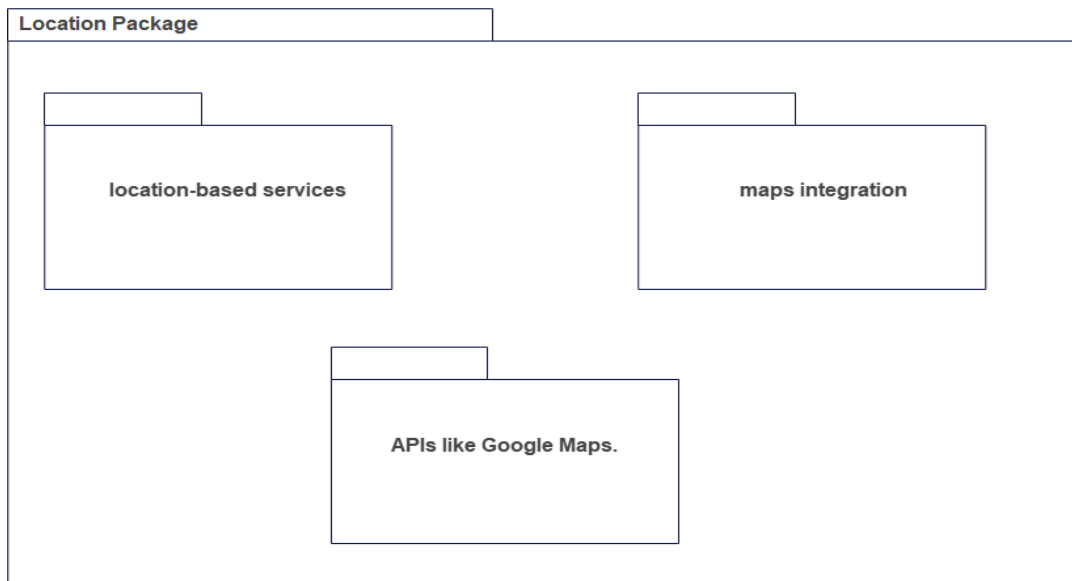 Location Package
location-based services
maps integration
APIs like Google Maps.